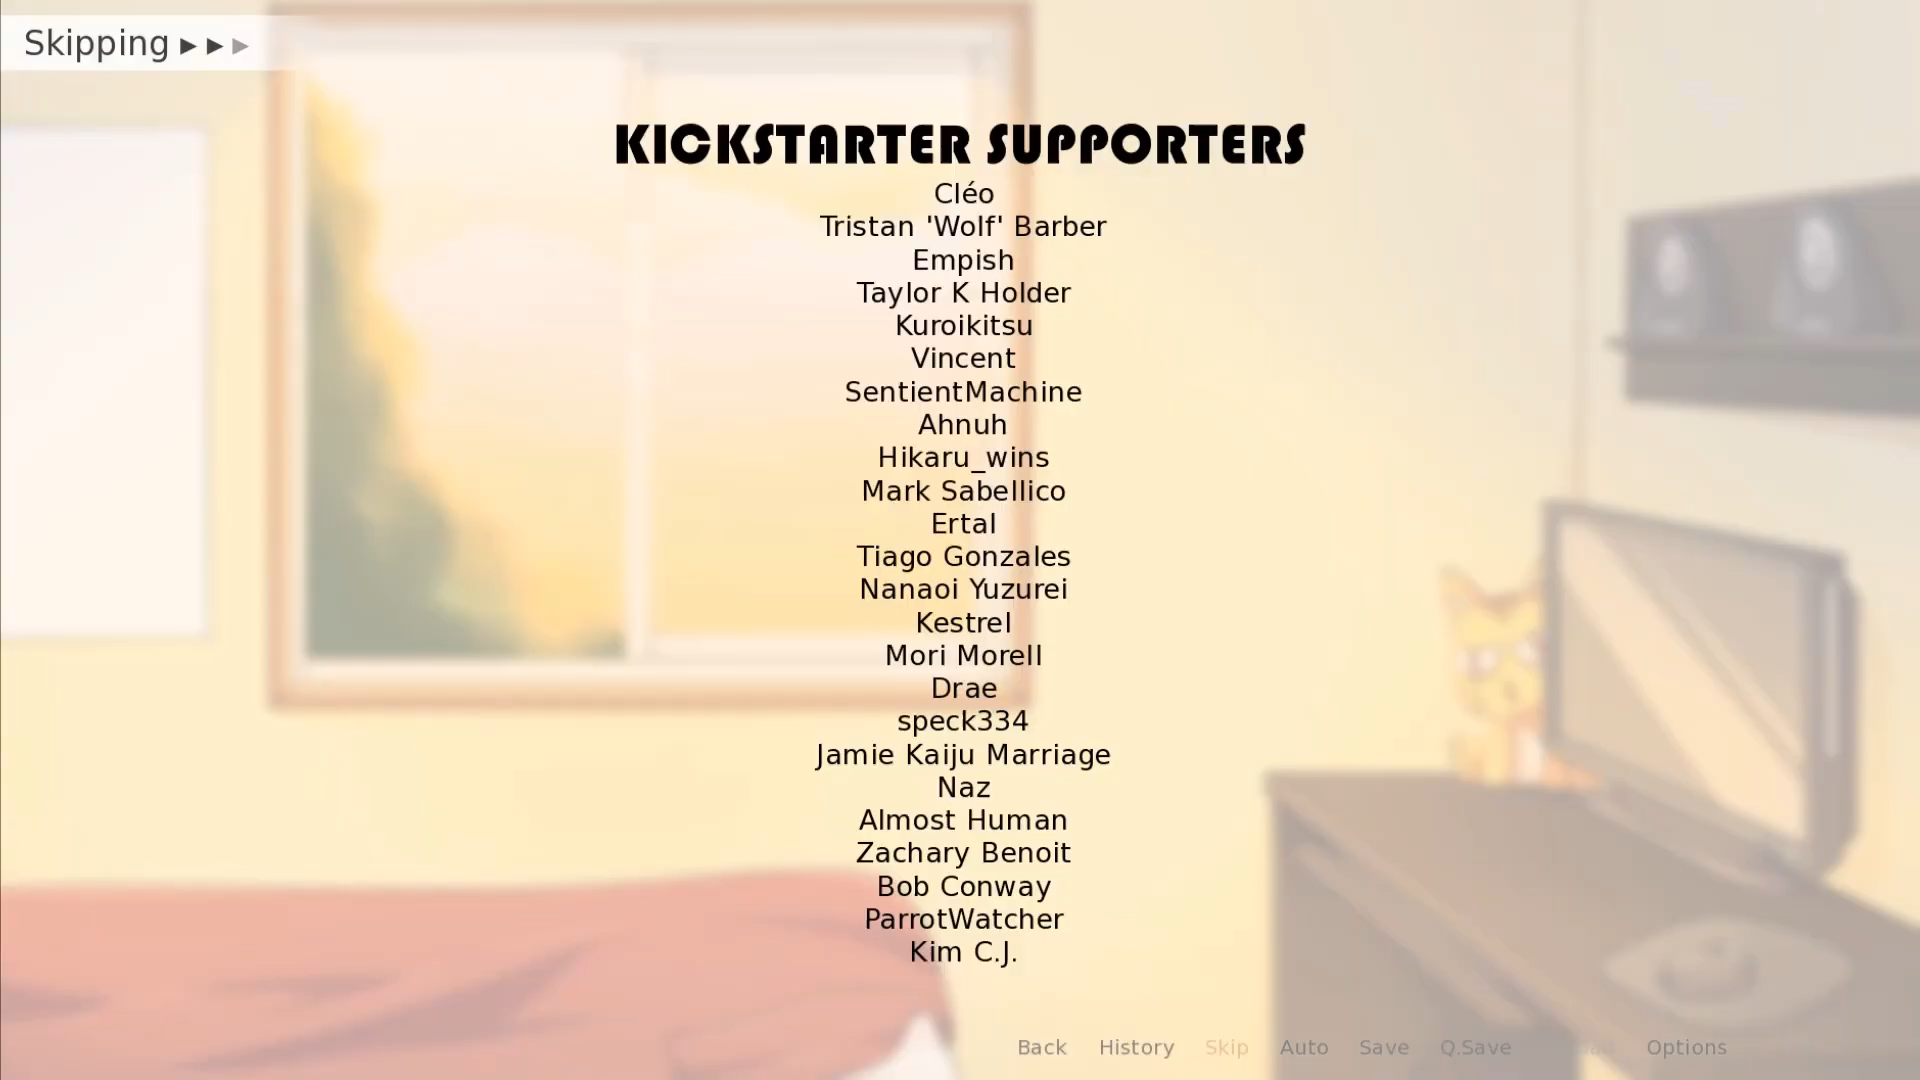 Skipping ▸ ▸ ▸
KICKSTARTER SUPPORTERS
Cléo
Tristan 'Wolf' Barber
Empish
Taylor K Holder
Kuroikitsu
Vincent
SentientMachine
Ahnuh
Hikaru_wins
Mark Sabellico
Ertal
Tiago Gonzales
Nanaoi Yuzurei
Kestrel
Mori Morell
Drae
speck334
Jamie Kaiju Marriage
Naz
Almost Human
Zachary Benoit
Bob Conway
ParrotWatcher
Kim C.J.
Back History Skip Auto Save Q.Save Options